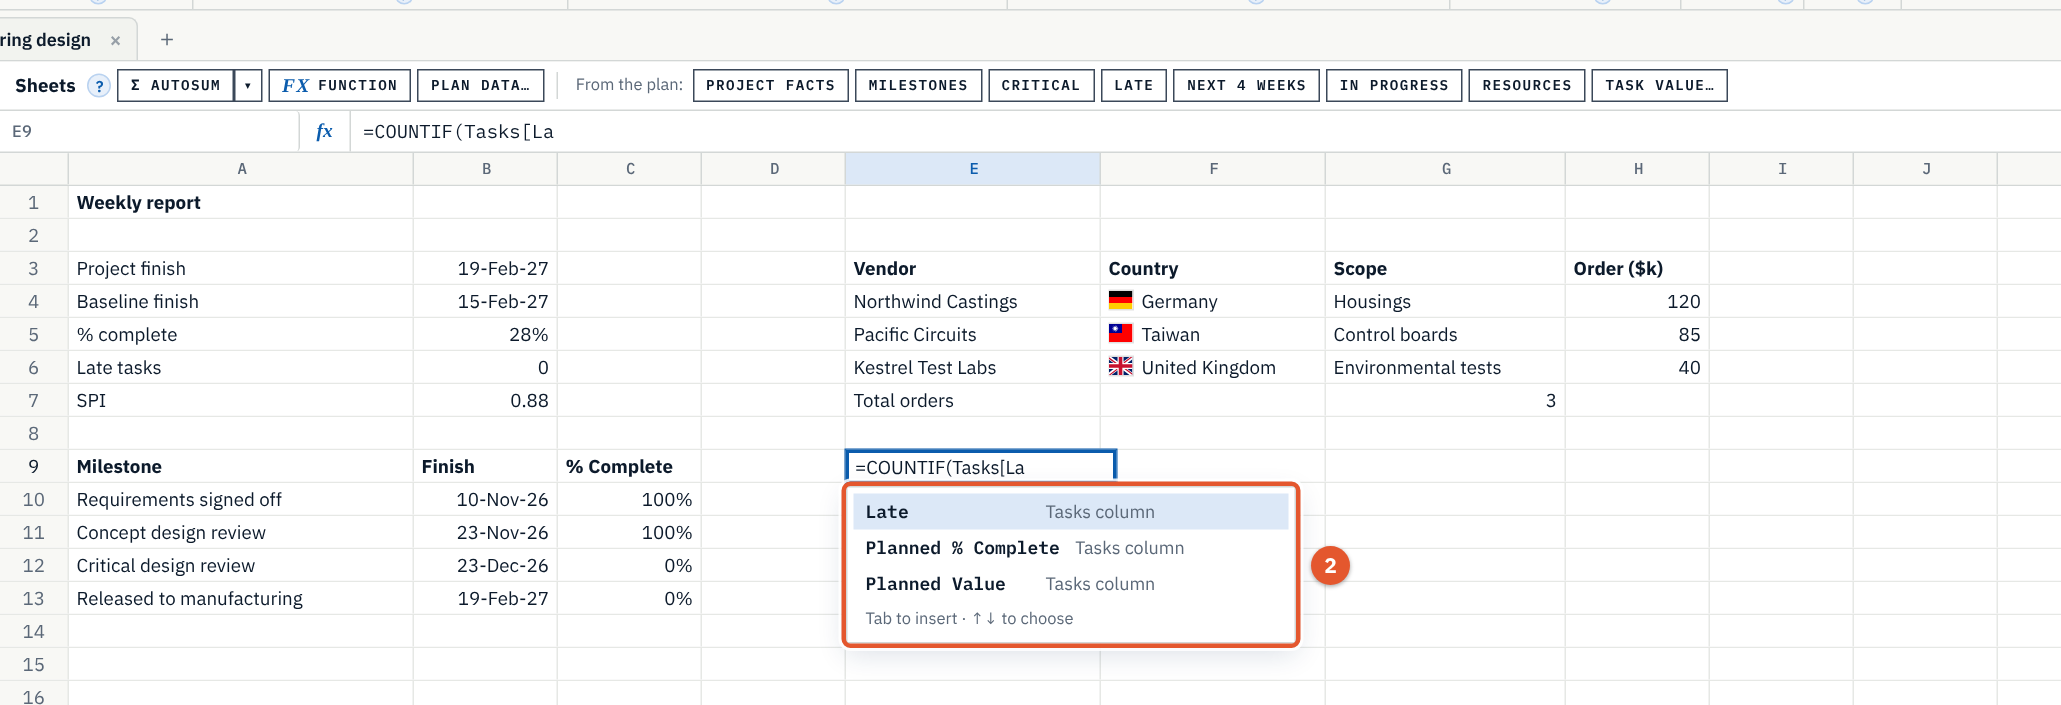 ring design × +
Sheets ? Σ AUTOSUM ▾ FX FUNCTION PLAN DATA… From the plan: PROJECT FACTS MILESTONES CRITICAL LATE NEXT 4 WEEKS IN PROGRESS RESOURCES TASK VALUE…
E9 fx =COUNTIF(Tasks[La
A B C D E F G H I J
1 Weekly report
2
3 Project finish 19-Feb-27 Vendor Country Scope Order ($k)
4 Baseline finish 15-Feb-27 Northwind Castings Germany Housings 120
5 % complete 28% Pacific Circuits Taiwan Control boards 85
6 Late tasks 0 Kestrel Test Labs United Kingdom Environmental tests 40
7 SPI 0.88 Total orders 3
8
9 Milestone Finish % Complete =COUNTIF(Tasks[La
10 Requirements signed off 10-Nov-26 100%
11 Concept design review 23-Nov-26 100%
12 Critical design review 23-Dec-26 0%
13 Released to manufacturing 19-Feb-27 0%
14
15
16
Late Tasks column
Planned % Complete Tasks column
Planned Value Tasks column
Tab to insert · ↑↓ to choose
2